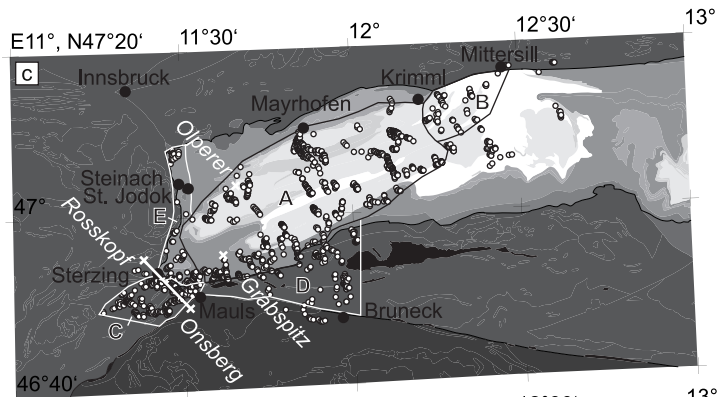 13°
12°30'
12°
11°30'
E11°, N47°20'
c
Mittersill
Innsbruck
Krimml
Mayrhofen
B
Olperer
Steinach
St. Jodok
A
47°
E
Rosskopf
Sterzing
D
Grabspitz
Mauls
Bruneck
C
Onsberg
46°40'
13°